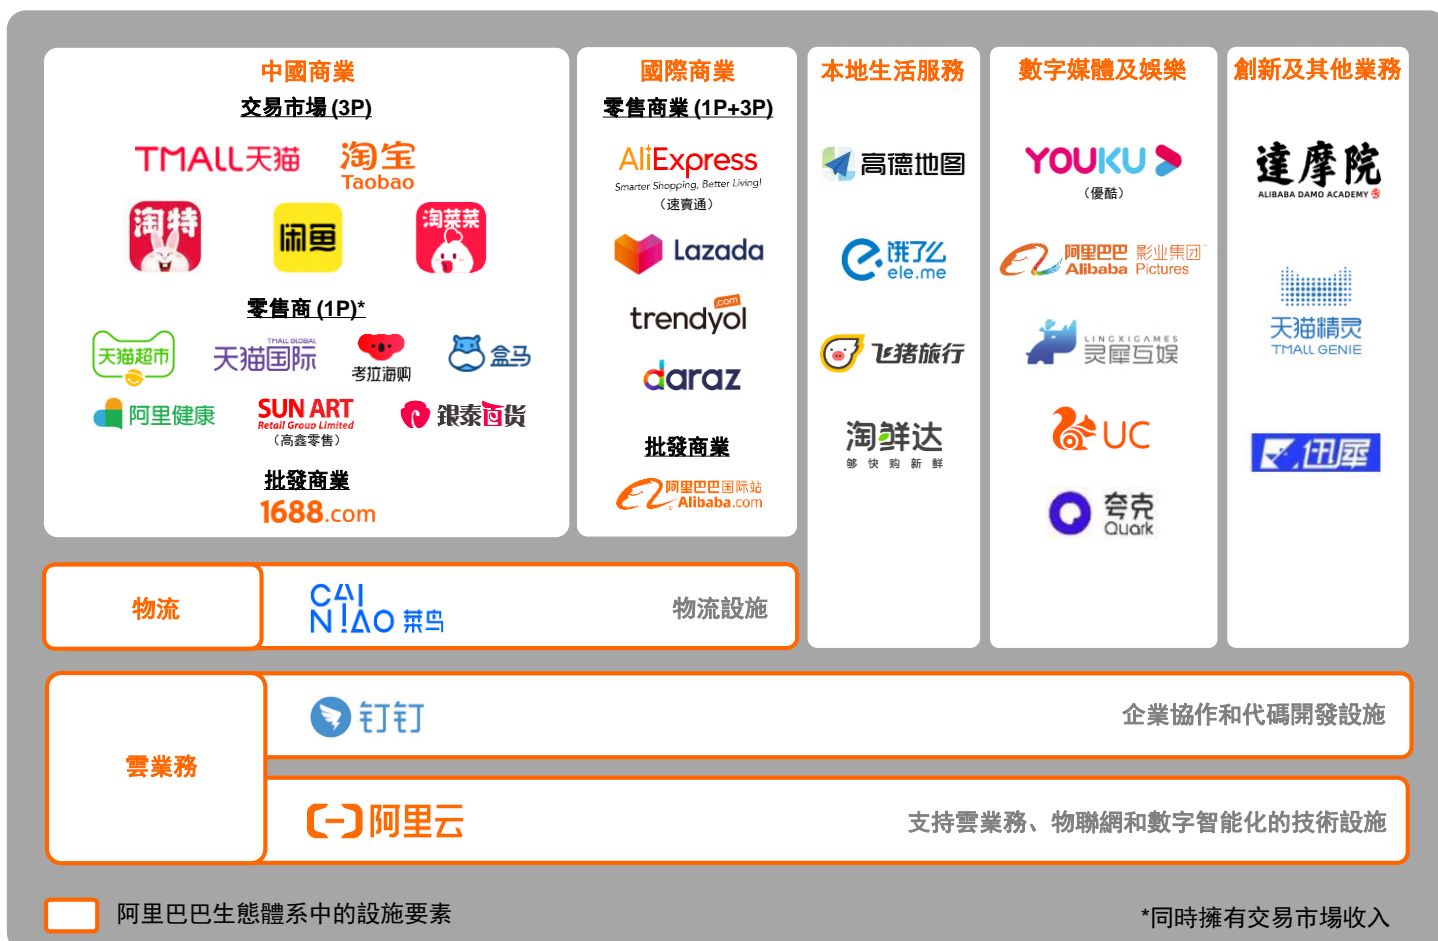 中國商業
交易市場 (3P)
TMALL天猫
淘宝
Taobao
淘特
闲鱼
淘菜菜
零售商 (1P)*
天猫超市
TMALL GLOBAL
天猫国际
考拉海购
盒马
阿里健康
SUN ART
Retail Group Limited
（高鑫零售）
銀泰百货
批發商業
1688.com
國際商業
零售商業 (1P+3P)
AliExpress
Smarter Shopping, Better Living!
（速賣通）
Lazada
trendyol
.com
daraz
批發商業
阿里巴巴国际站
Alibaba.com
本地生活服務
高德地图
饿了么
ele.me
飞猪旅行
淘鲜达
够快购新鲜
數字媒體及娛樂
YOUKU
（優酷）
阿里巴巴 影业集团
Alibaba Pictures
LINGXIGAMES
灵犀互娱
UC
夸克
Quark
創新及其他業務
達摩院
ALIBABA DAMO ACADEMY
天猫精灵
TMALL GENIE
迅犀
物流
CAI
NIAO 菜鸟
物流設施
雲業務
钉钉
企業協作和代碼開發設施
阿里云
支持雲業務、物聯網和數字智能化的技術設施
阿里巴巴生態體系中的設施要素
*同時擁有交易市場收入